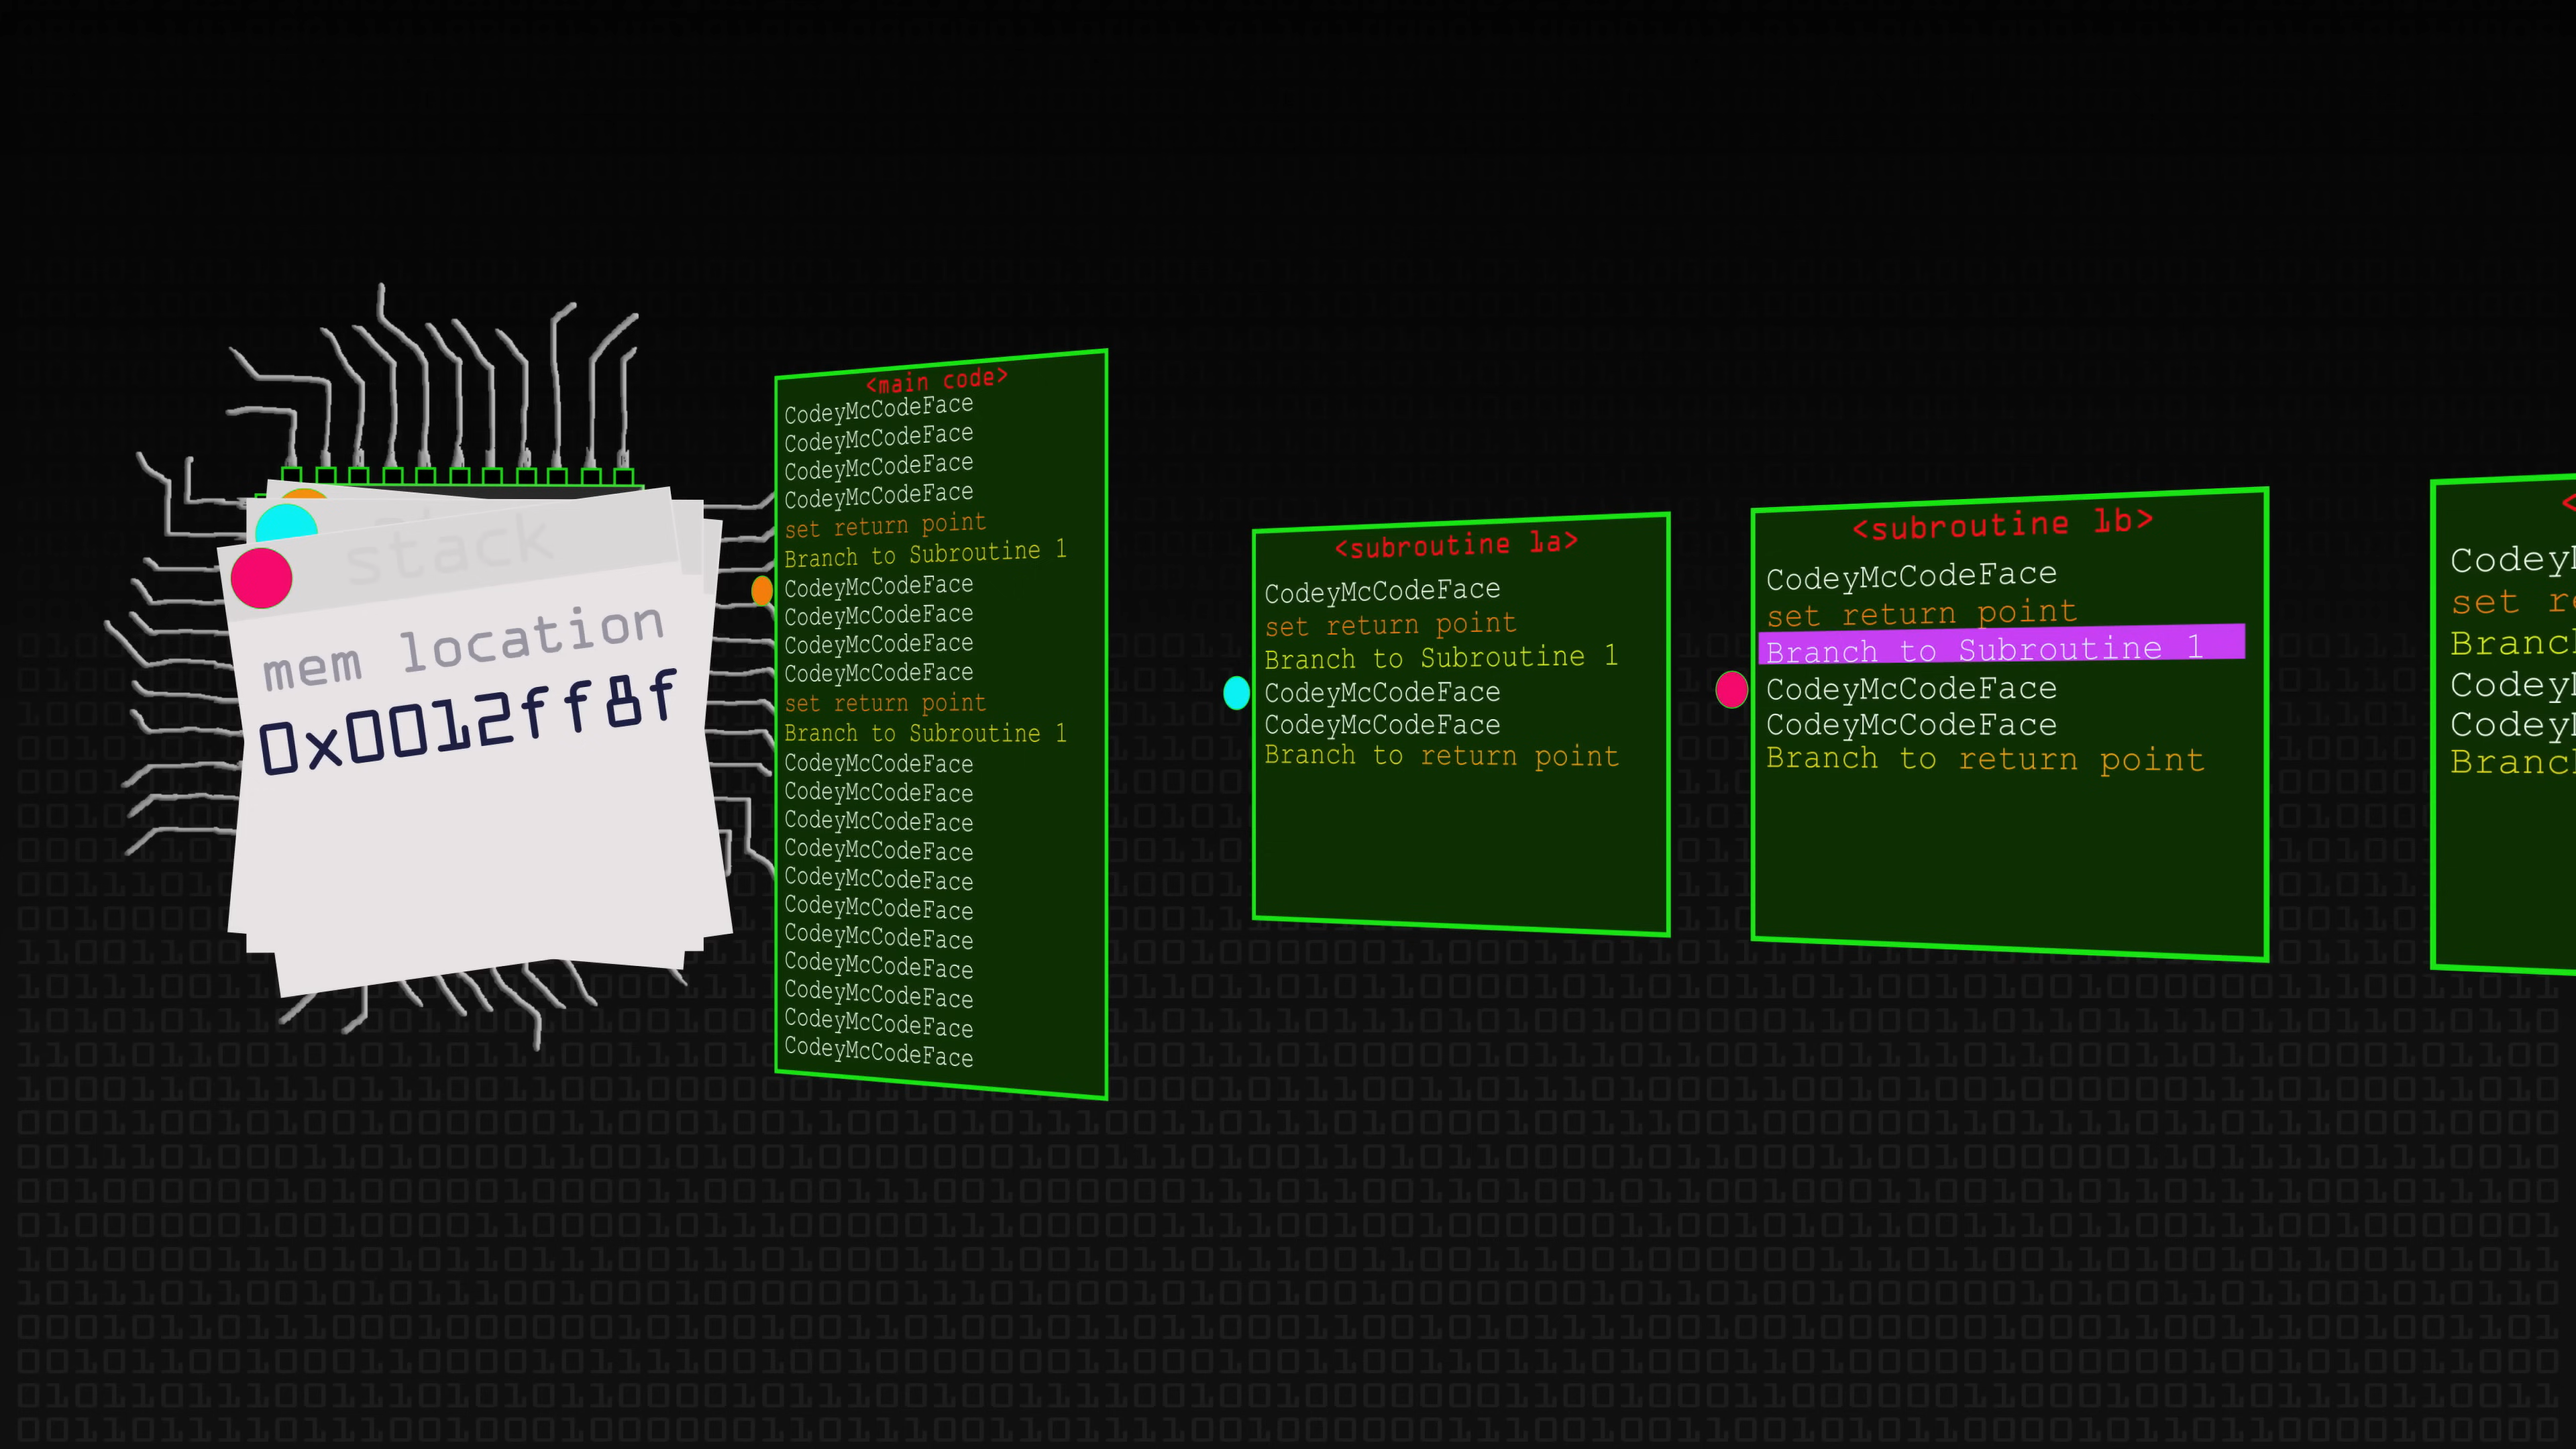 stack
mem location
0x0012ff8f
<main code>
CodeyMcCodeFace
CodeyMcCodeFace
CodeyMcCodeFace
CodeyMcCodeFace
set return point
Branch to Subroutine 1
CodeyMcCodeFace
CodeyMcCodeFace
CodeyMcCodeFace
CodeyMcCodeFace
set return point
Branch to Subroutine 1
CodeyMcCodeFace
CodeyMcCodeFace
CodeyMcCodeFace
CodeyMcCodeFace
CodeyMcCodeFace
CodeyMcCodeFace
CodeyMcCodeFace
CodeyMcCodeFace
CodeyMcCodeFace
CodeyMcCodeFace
CodeyMcCodeFace
<subroutine 1a>
CodeyMcCodeFace
set return point
Branch to Subroutine 1
CodeyMcCodeFace
CodeyMcCodeFace
Branch to return point
<subroutine 1b>
CodeyMcCodeFace
set return point
Branch to Subroutine 1
CodeyMcCodeFace
CodeyMcCodeFace
Branch to return point
set